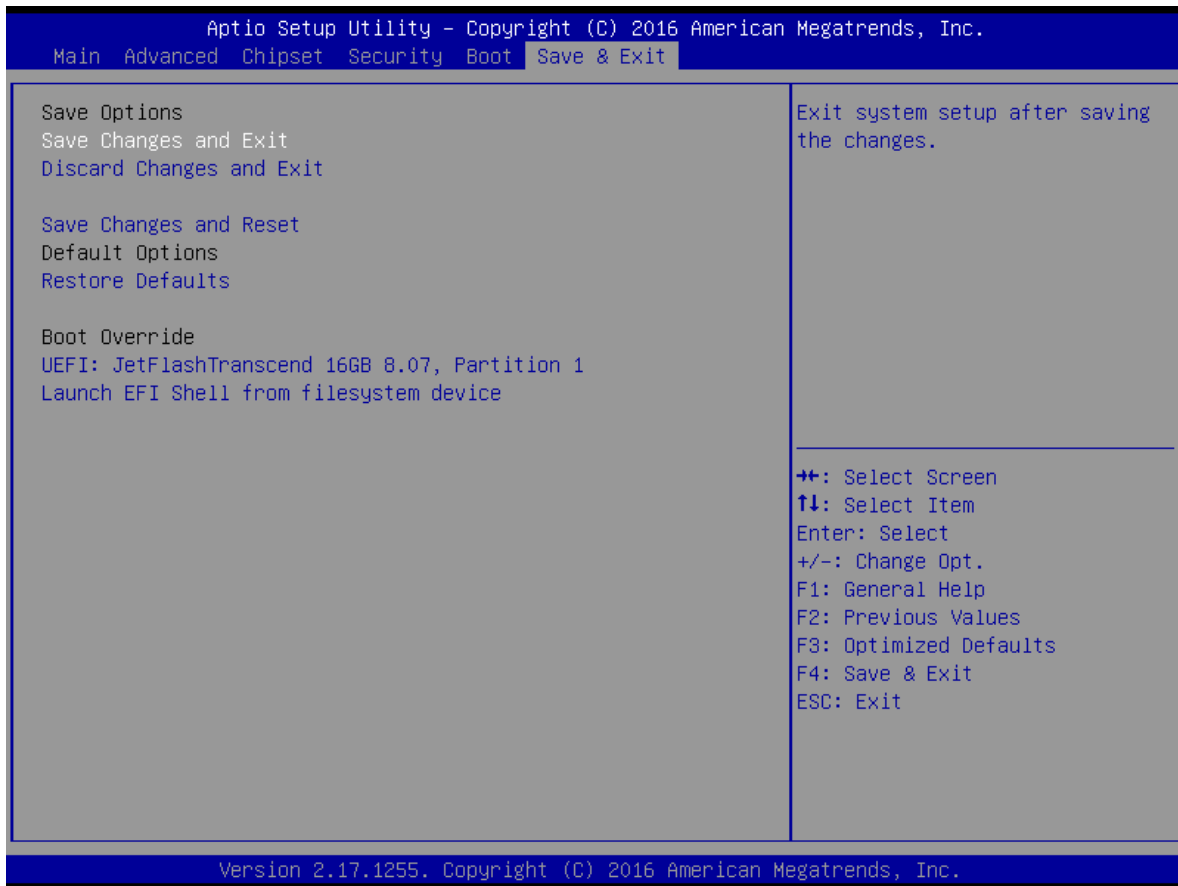 Aptio Setup Utility – Copyright (C) 2016 American Megatrends, Inc.
Main Advanced Chipset Security Boot Save & Exit
Save Options
Save Changes and Exit
Discard Changes and Exit
Save Changes and Reset
Default Options
Restore Defaults
Boot Override
UEFI: JetFlashTranscend 16GB 8.07, Partition 1
Launch EFI Shell from filesystem device
Exit system setup after saving
the changes.
→←: Select Screen
↑↓: Select Item
Enter: Select
+/-: Change Opt.
F1: General Help
F2: Previous Values
F3: Optimized Defaults
F4: Save & Exit
ESC: Exit
Version 2.17.1255. Copyright (C) 2016 American Megatrends, Inc.